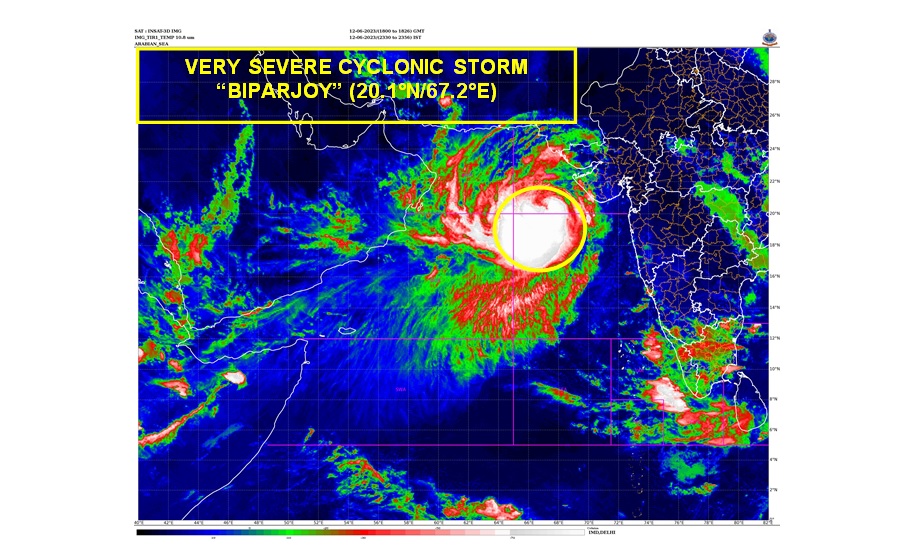 SAT : INSAT-3D IMG
IMG_TIR1_TEMP 10.8 um
ARABIAN_SEA
12-06-2023/(1800 to 1826) GMT
12-06-2023/(2330 to 2356) IST
VERY SEVERE CYCLONIC STORM
“BIPARJOY” (20.1°N/67.2°E)
28°N
26°N
24°N
22°N
20°N
18°N
16°N
14°N
12°N
10°N
8°N
6°N
4°N
2°N
40°E 42°E 44°E 46°E 48°E 50°E 52°E 54°E 56°E 58°E 60°E 62°E 64°E 66°E 68°E 70°E 72°E 74°E 76°E 78°E 80°E 82°E
IMD,DELHI